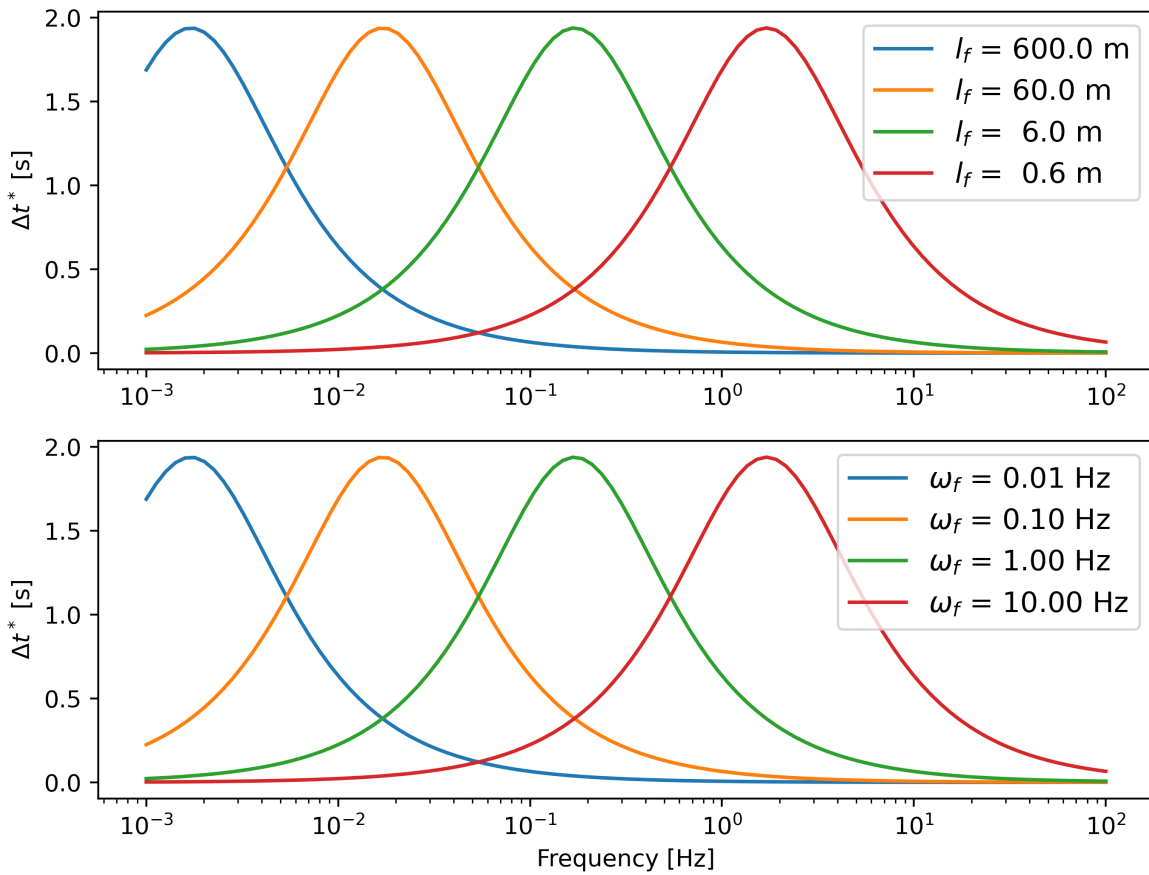 2.0
1.5
1.0
0.5
0.0
Δt* [s]
l_f = 600.0 m
l_f = 60.0 m
l_f = 6.0 m
l_f = 0.6 m
10⁻³ 10⁻² 10⁻¹ 10⁰ 10¹ 10²
2.0
1.5
1.0
0.5
0.0
Δt* [s]
ω_f = 0.01 Hz
ω_f = 0.10 Hz
ω_f = 1.00 Hz
ω_f = 10.00 Hz
10⁻³ 10⁻² 10⁻¹ 10⁰ 10¹ 10²
Frequency [Hz]